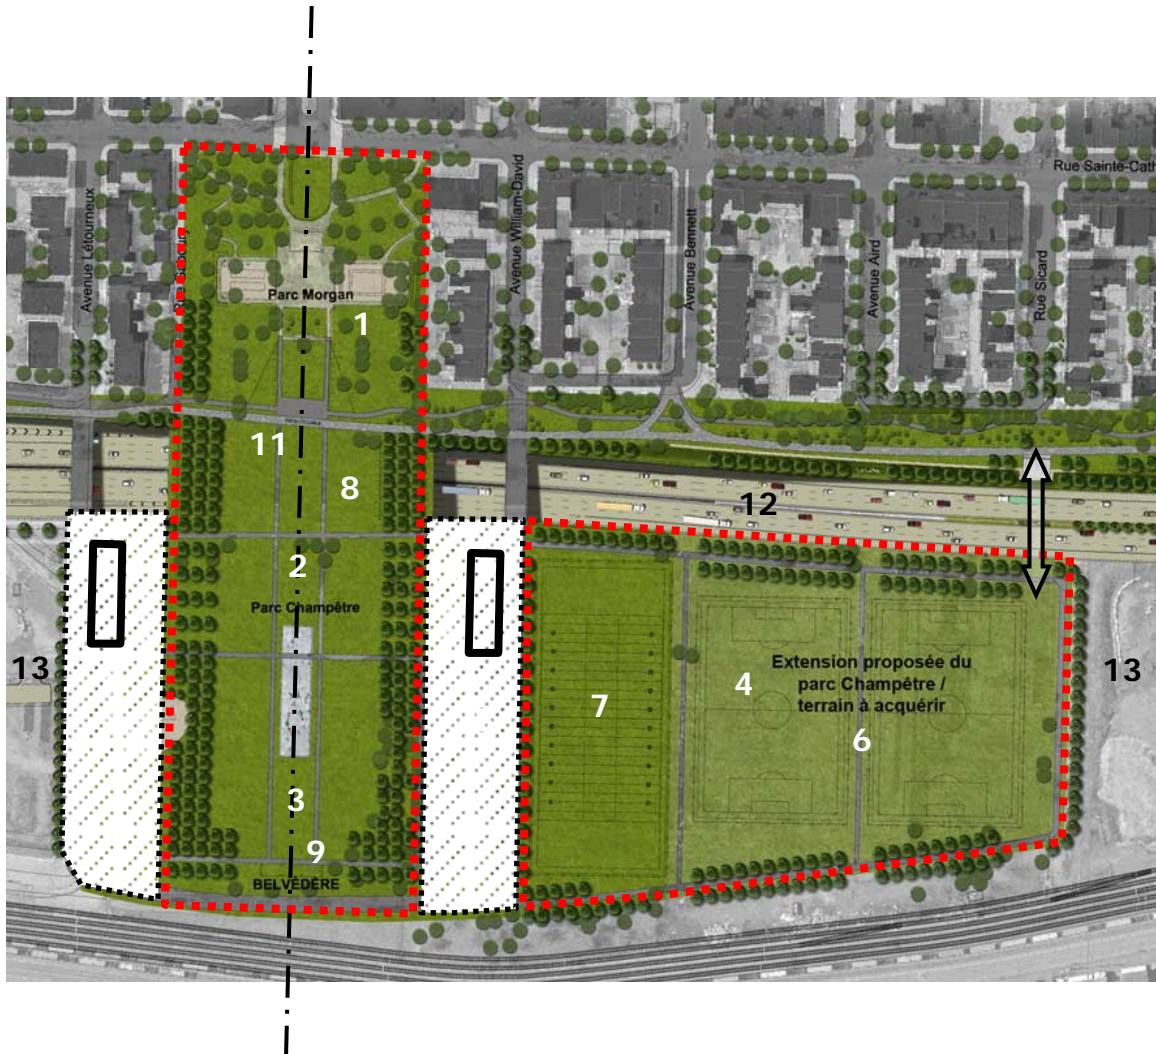 Rue Sainte-Cath
Avenue Létourneux
Avenue William-David
Avenue Bennett
Avenue Aird
Rue Sicard
Parc Morgan
1
11
8
12
2
Parc Champêtre
13
Extension proposée du
parc Champêtre /
terrain à acquérir
13
4
7
6
3
9
BELVÉDÈRE